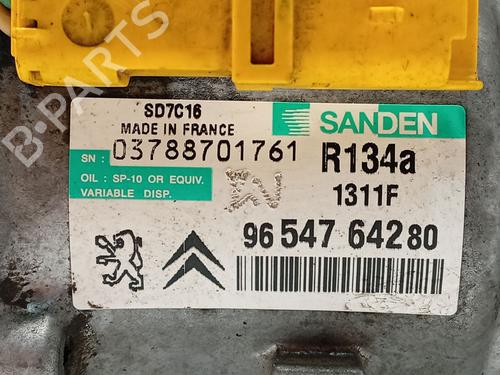 B-PARTS
SD7C16
MADE IN FRANCE
SN : 03788701761
OIL : SP-10 OR EQUIV.
VARIABLE DISP.
SANDEN
R134a
1311F
96 547 642 80